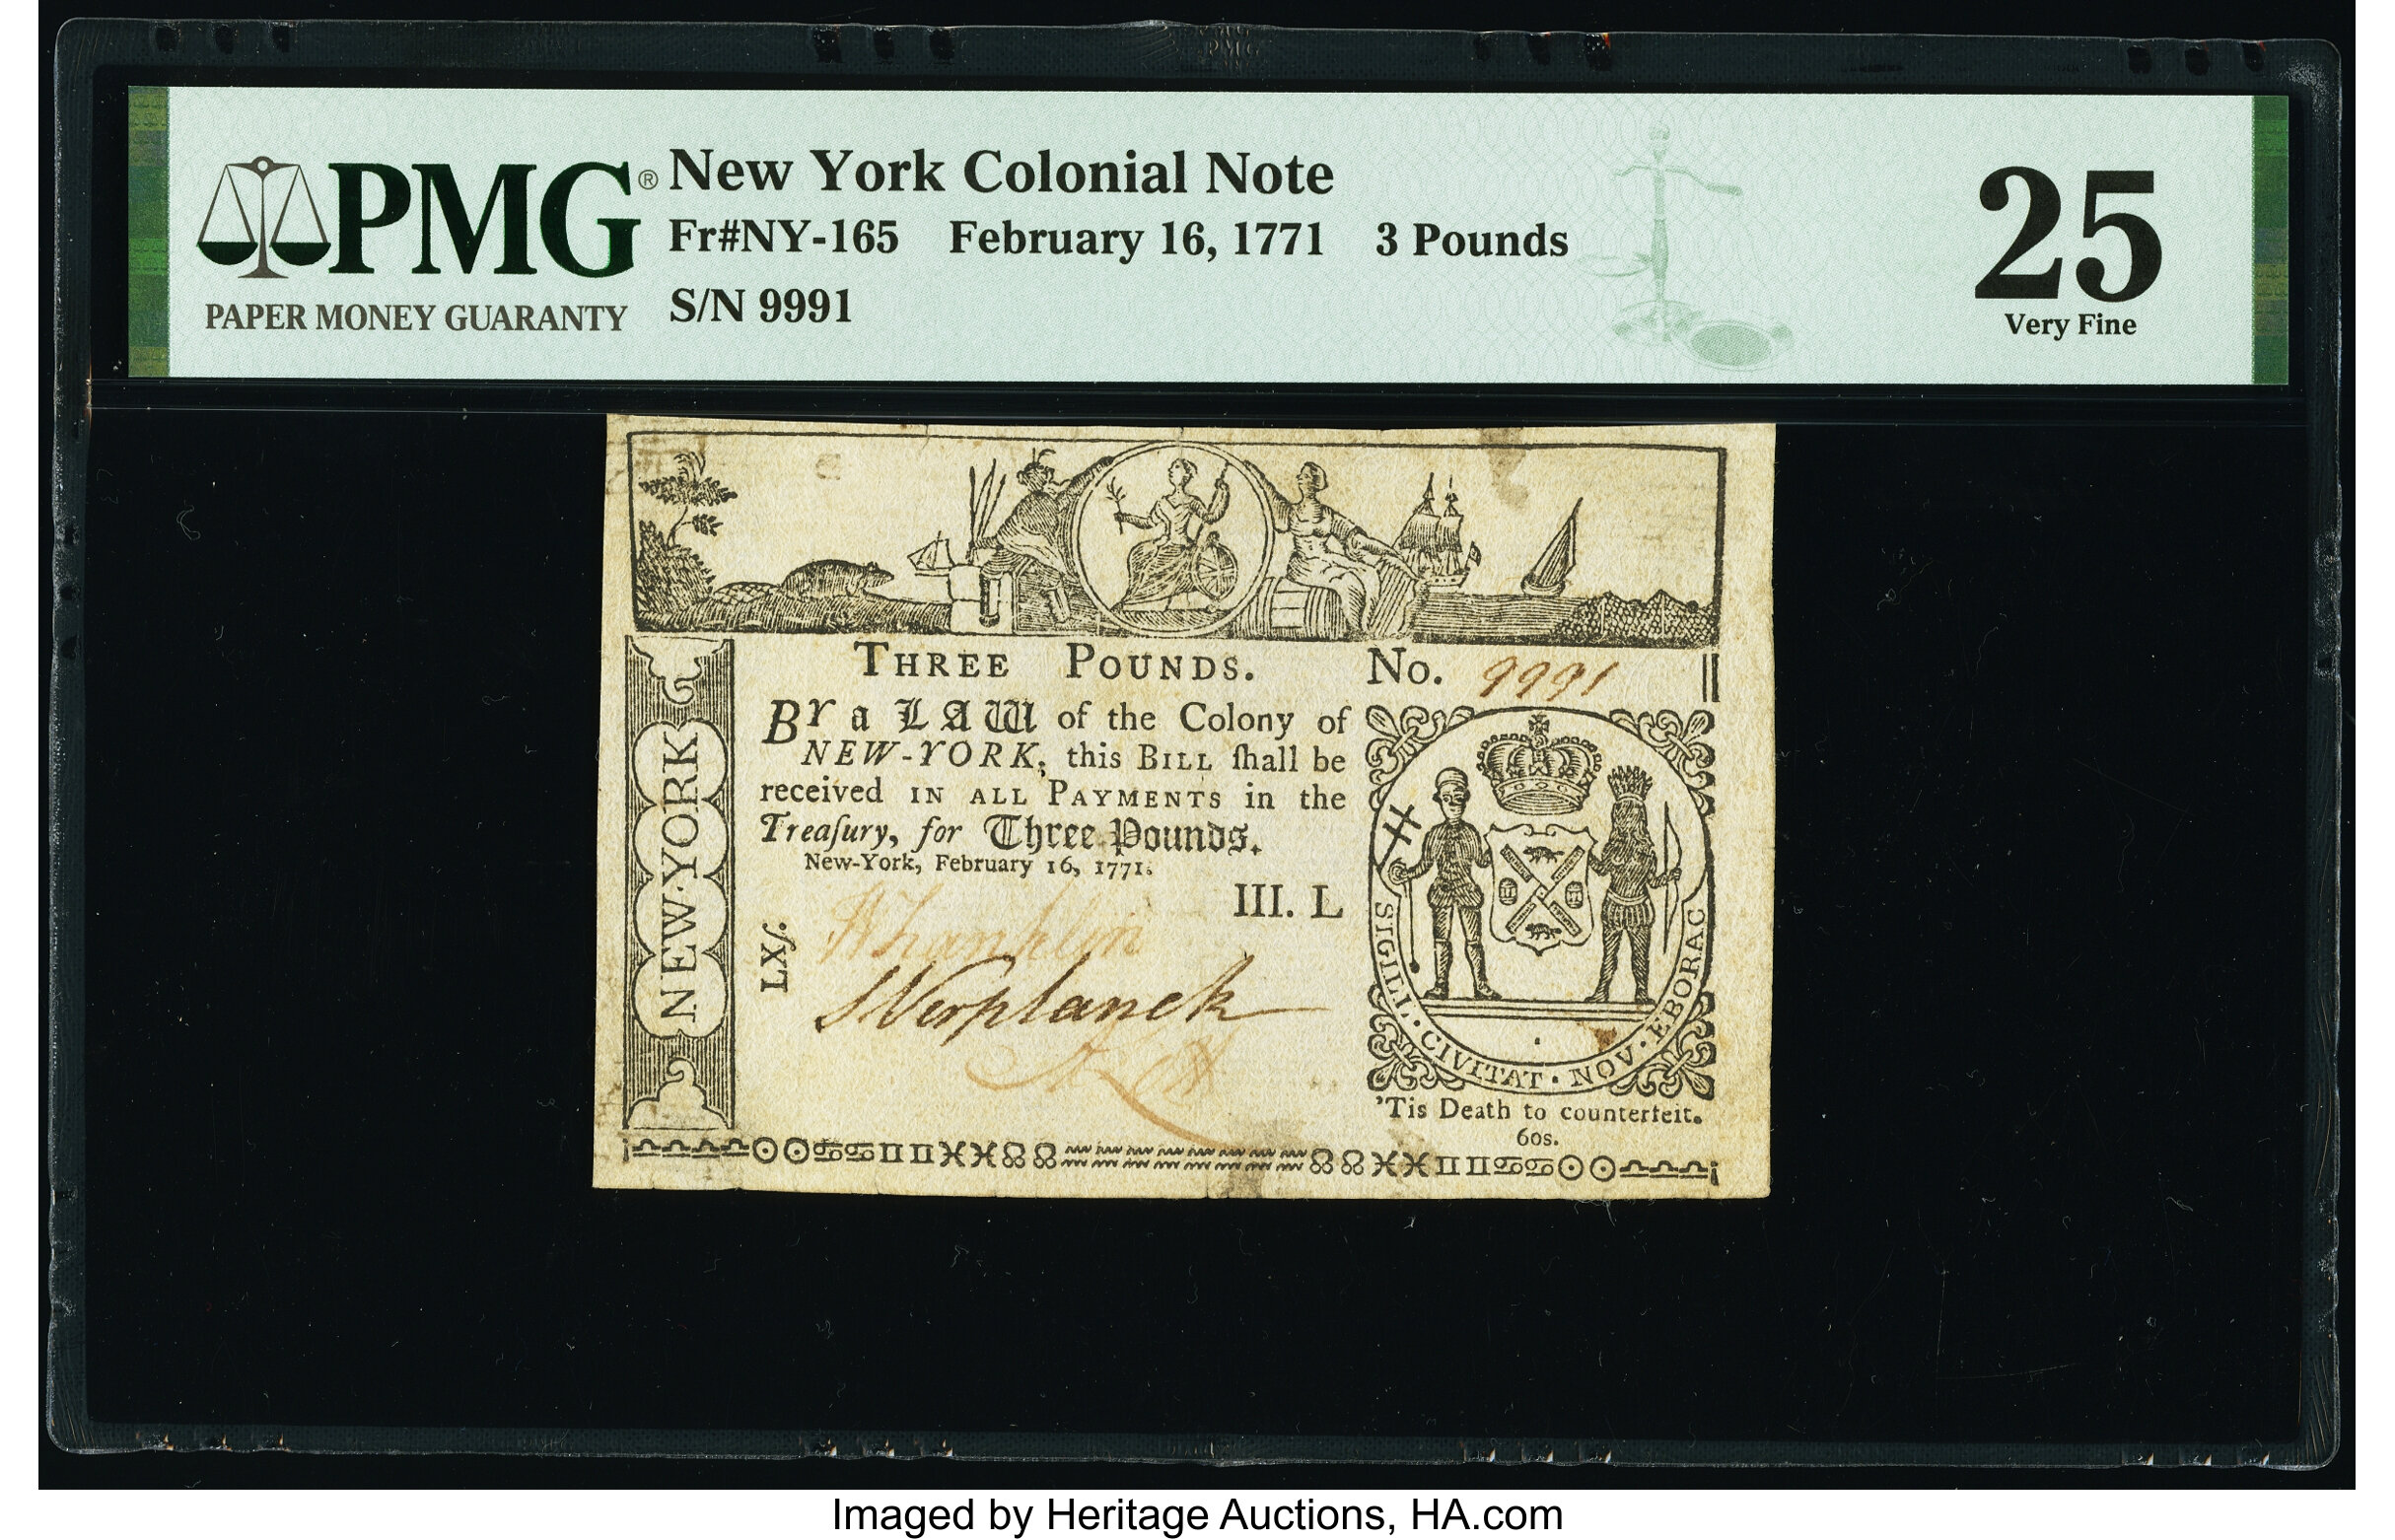 PMG® New York Colonial Note
Fr#NY-165 February 16, 1771 3 Pounds
PAPER MONEY GUARANTY S/N 9991
25
Very Fine
THREE POUNDS. No. 9991
BY a LAW of the Colony of
NEW-YORK, this BILL ſhall be
received IN ALL PAYMENTS in the
Treaſury, for Three Pounds.
New-York, February 16, 1771.
III. L
LXſ.
NEW-YORK
SVerplanck
SIGILL · CIVITAT · NOV · EBORAC
'Tis Death to counterfeit.
60s.
Imaged by Heritage Auctions, HA.com